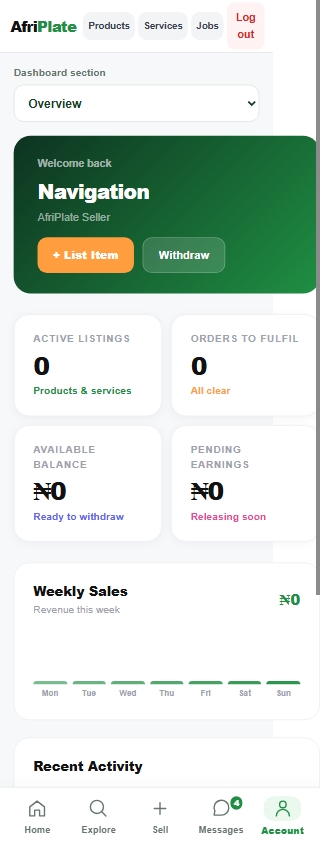 AfriPlate Products Services Jobs Log out
Dashboard section
Overview
Welcome back
Navigation
AfriPlate Seller
+ List Item Withdraw
ACTIVE LISTINGS
0
Products & services
ORDERS TO FULFIL
0
All clear
AVAILABLE
BALANCE
₦0
Ready to withdraw
PENDING
EARNINGS
₦0
Releasing soon
Weekly Sales
Revenue this week
₦0
Mon Tue Wed Thu Fri Sat Sun
Recent Activity
4
Home Explore Sell Messages Account